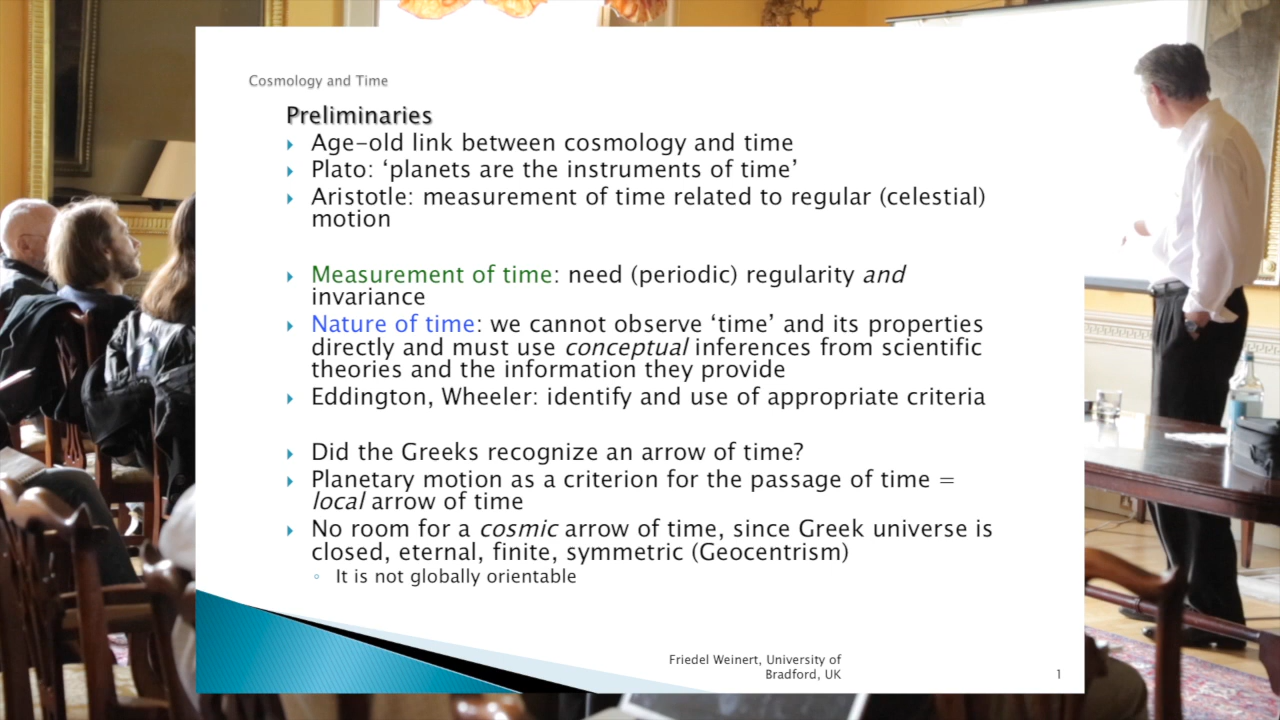 Cosmology and Time
Preliminaries
Age-old link between cosmology and time
Plato: ‘planets are the instruments of time’
Aristotle: measurement of time related to regular (celestial)
motion
Measurement of time: need (periodic) regularity and
invariance
Nature of time: we cannot observe ‘time’ and its properties
directly and must use conceptual inferences from scientific
theories and the information they provide
Eddington, Wheeler: identify and use of appropriate criteria
Did the Greeks recognize an arrow of time?
Planetary motion as a criterion for the passage of time =
local arrow of time
No room for a cosmic arrow of time, since Greek universe is
closed, eternal, finite, symmetric (Geocentrism)
It is not globally orientable
Friedel Weinert, University of
Bradford, UK
1